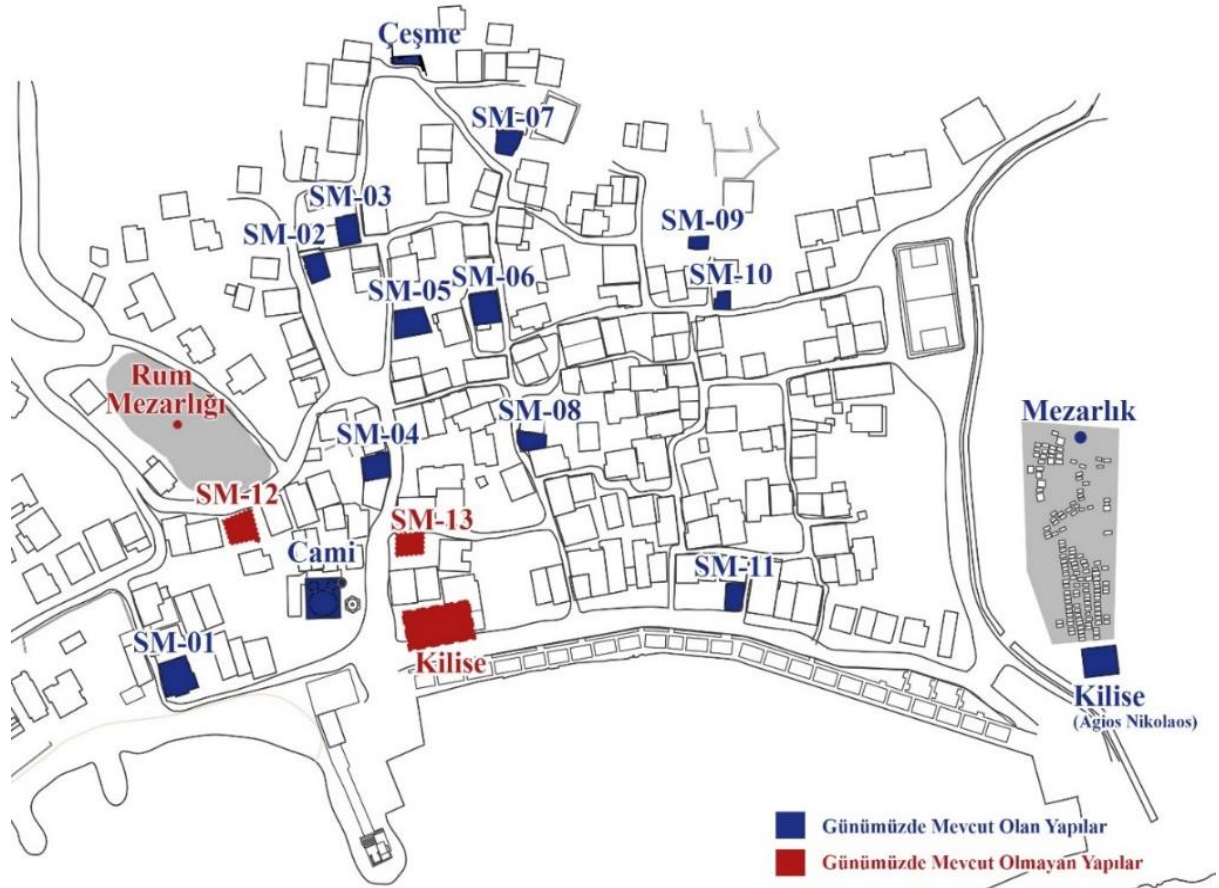 Çeşme
SM-07
SM-03
SM-02
SM-09
SM-10
SM-06
SM-05
Rum
Mezarlığı
SM-08
Mezarlık
SM-04
SM-12
SM-13
Cami
SM-11
SM-01
Kilise
Kilise
(Agios Nikolaos)
Günümüzde Mevcut Olan Yapılar
Günümüzde Mevcut Olmayan Yapılar